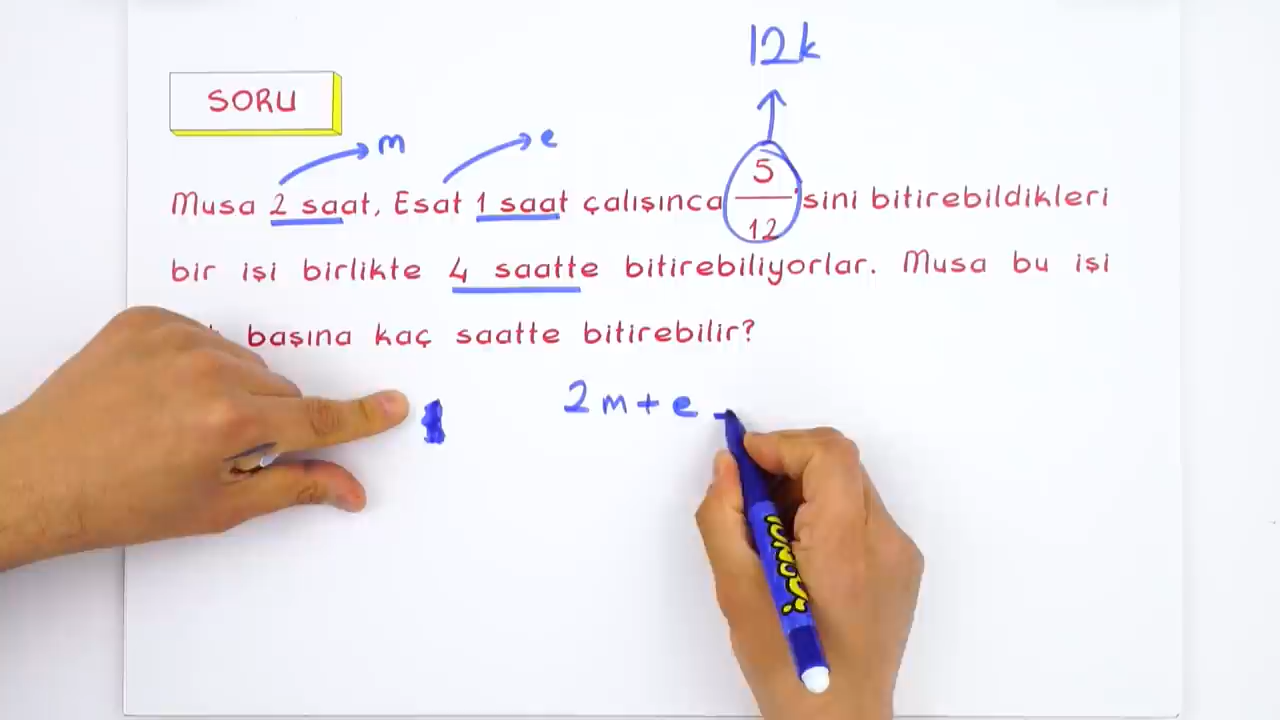 12k
SORU
m
e
Musa 2 saat, Esat 1 saat çalışınca 5/12 'sini bitirebildikleri
bir işi birlikte 4 saatte bitirebiliyorlar. Musa bu işi
başına kaç saatte bitirebilir?
2m+e